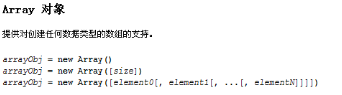 Array 对象
提供对创建任何数据类型的数组的支持。
arrayObj = new Array()
arrayObj = new Array([size])
arrayObj = new Array([element0[, element1[, ...[, elementN]]]])